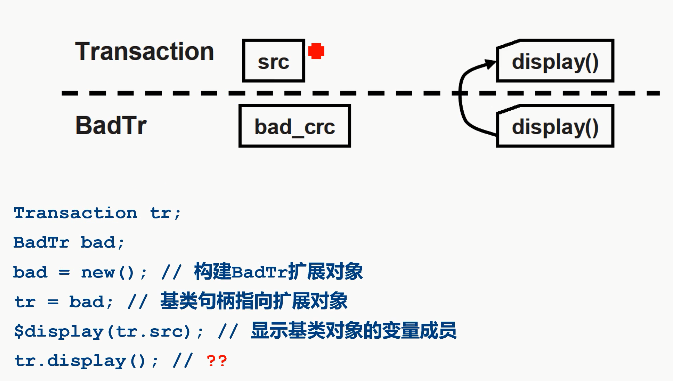 Transaction src display()
BadTr bad_crc display()
Transaction tr;
BadTr bad;
bad = new(); // 构建BadTr扩展对象
tr = bad; // 基类句柄指向扩展对象
$display(tr.src); // 显示基类对象的变量成员
tr.display(); // ??